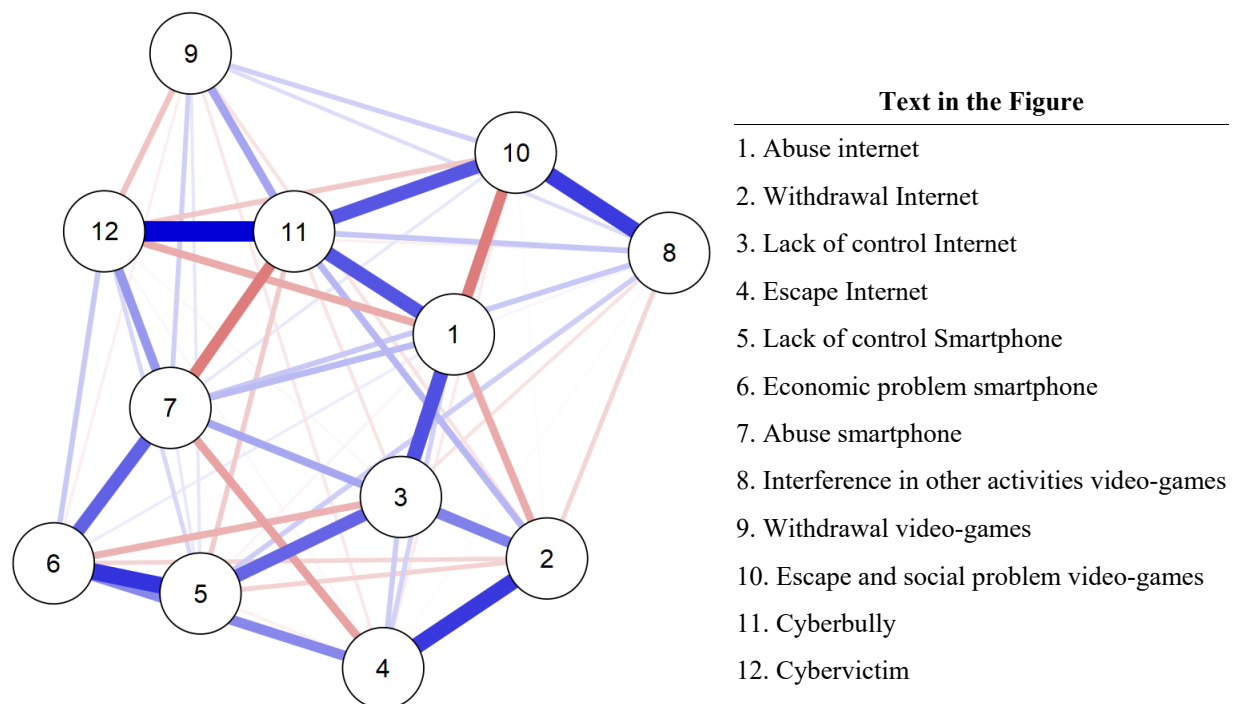 9
10
12
11
8
1
7
3
2
6
5
4
Text in the Figure
1. Abuse internet
2. Withdrawal Internet
3. Lack of control Internet
4. Escape Internet
5. Lack of control Smartphone
6. Economic problem smartphone
7. Abuse smartphone
8. Interference in other activities video-games
9. Withdrawal video-games
10. Escape and social problem video-games
11. Cyberbully
12. Cybervictim